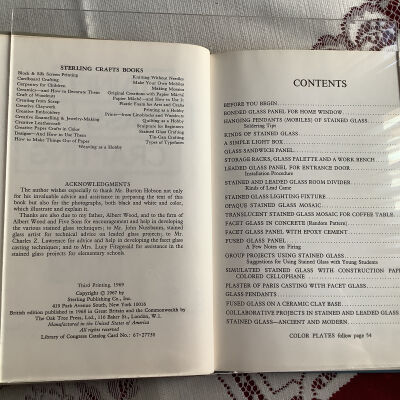 STERLING CRAFTS BOOKS
Block & Silk Screen Printing
Cardboard Crafting
Carpentry for Children
Ceramics—and How to Decorate Them
Craft of Woodcuts
Creating from Scrap
Creative Claywork
Creative Embroidery
Creative Enamelling & Jewelry-Making
Creative Leathercraft
Creative Paper Crafts in Color
Designs—And How to Use Them
How to Make Things Out of Paper
Knitting Without Needles
Make Your Own Mobiles
Making Mosaics
Original Creations with Papier Mâché
Papier Mâché—and How to Use It
Plastic Foam for Arts and Crafts
Printing as a Hobby
Prints—from Linoblocks and Woodcuts
Quilting as a Hobby
Sculpture for Beginners
Stained Glass Crafting
Tin-Can Crafting
Types of Typefaces
Weaving as a Hobby
ACKNOWLEDGMENTS
The author wishes especially to thank Mr. Burton Hobson not only
for his invaluable advice and assistance in preparing the text of this
book but also for the photographs, both black and white and color,
which illustrate and explain it.
Thanks are also due to my father, Albert Wood, and to the firm of
Albert Wood and Five Sons for encouragement and help in developing the
various stained glass techniques; to Mr. John Nussbaum, stained
glass artist for technical advice on leaded glass projects; to Mr.
Charles Z. Lawrence for advice and help in developing the facet glass
casting techniques; and to Mrs. Lucy Fitzgerald for assistance in the
stained glass projects for elementary schools.
Third Printing, 1969
Copyright © 1967 by
Sterling Publishing Co., Inc.
419 Park Avenue South, New York 10016
British edition published in 1968 in Great Britain and the Commonwealth by
The Oak Tree Press, Ltd., 116 Baker St., London, W.1.
Manufactured in the United States of America
All rights reserved
Library of Congress Catalog Card No.: 67-27750
CONTENTS
BEFORE YOU BEGIN
BONDED GLASS PANEL FOR HOME WINDOW
HANGING PENDANTS (MOBILES) OF STAINED GLASS
Soldering Tips
KINDS OF STAINED GLASS
A SIMPLE LIGHT BOX
GLASS SANDWICH PANEL
STORAGE RACKS, GLASS PALETTE AND A WORK BENCH
LEADED GLASS PANEL FOR ENTRANCE DOOR
Installation Procedure
STAINED AND LEADED GLASS ROOM DIVIDER
Kinds of Lead Came
STAINED GLASS LIGHTING FIXTURE
OPAQUE STAINED GLASS MOSAIC
TRANSLUCENT STAINED GLASS MOSAIC FOR COFFEE TABLE
FACET GLASS IN CONCRETE (Random Pattern)
FACET GLASS PANEL WITH EPOXY CEMENT
FUSED GLASS PANEL
A Few Notes on Firing
GROUP PROJECTS USING STAINED GLASS
Suggestions for Using Stained Glass with Young Students
SIMULATED STAINED GLASS WITH CONSTRUCTION PAP
COLORED CELLOPHANE
PLASTER OF PARIS CASTING WITH FACET GLASS
GLASS PENDANTS
FUSED GLASS ON A CERAMIC CLAY BASE
COLLABORATIVE PROJECTS IN STAINED AND LEADED GLASS
STAINED GLASS—ANCIENT AND MODERN
COLOR PLATES follow page 54